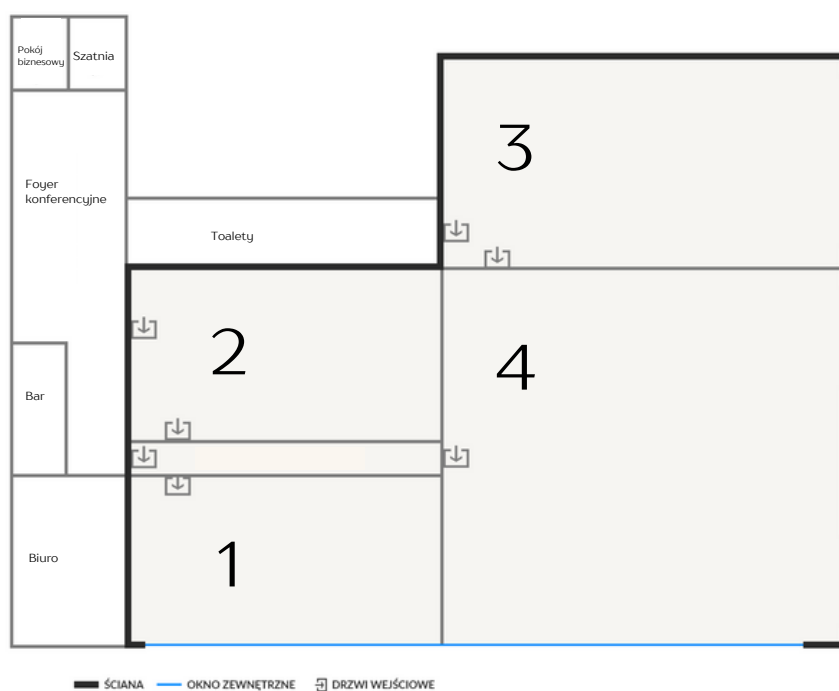 Pokój
biznesowy
Szatnia
3
Foyer
konferencyjne
Toalety
2
4
Bar
1
Biuro
ŚCIANA
OKNO ZEWNĘTRZNE
DRZWI WEJŚCIOWE